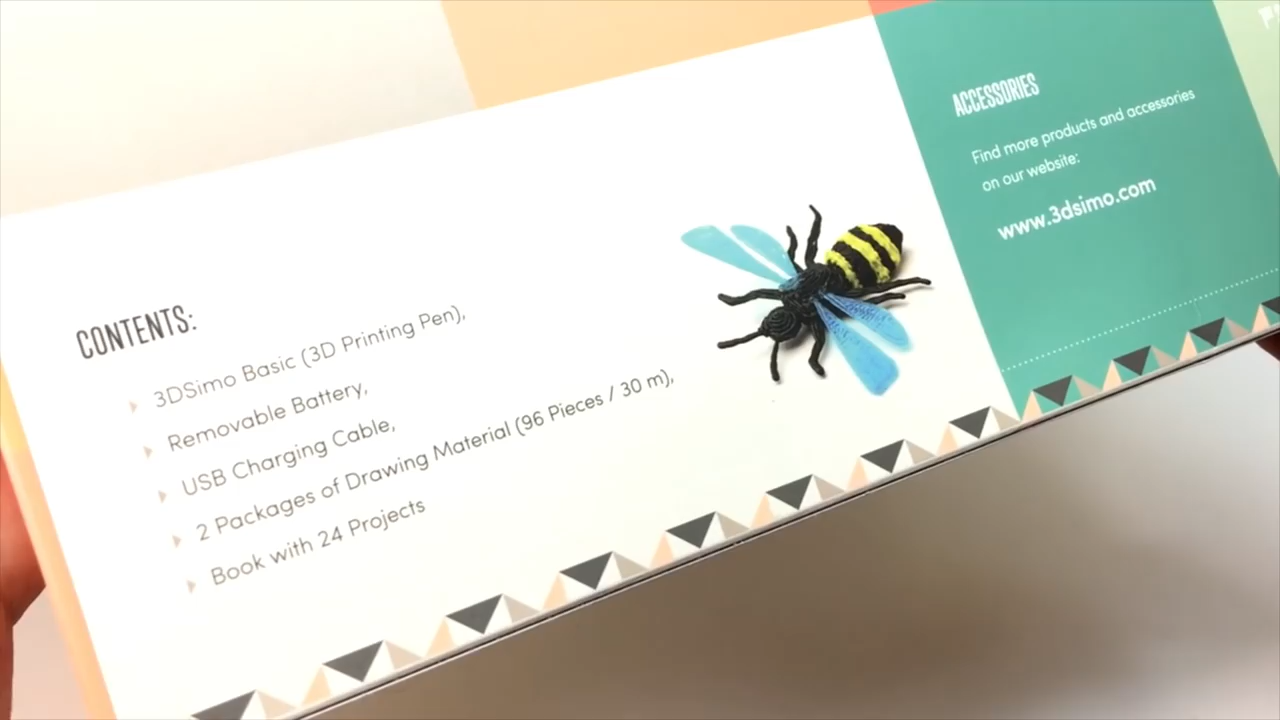 CONTENTS:
3DSimo Basic (3D Printing Pen),
Removable Battery,
USB Charging Cable,
2 Packages of Drawing Material (96 Pieces / 30 m),
Book with 24 Projects
ACCESSORIES
Find more products and accessories
on our website:
www.3dsimo.com